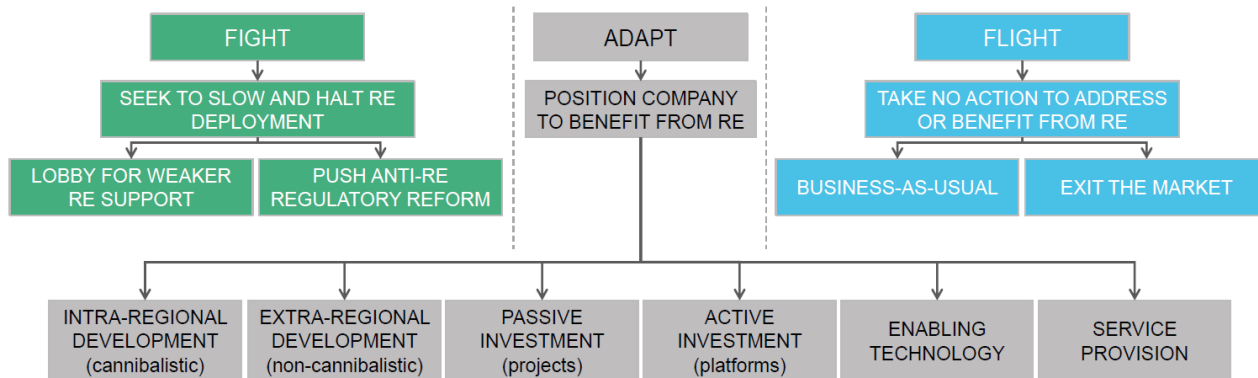 FIGHT
ADAPT
FLIGHT
SEEK TO SLOW AND HALT RE
DEPLOYMENT
POSITION COMPANY
TO BENEFIT FROM RE
TAKE NO ACTION TO ADDRESS
OR BENEFIT FROM RE
LOBBY FOR WEAKER
RE SUPPORT
PUSH ANTI-RE
REGULATORY REFORM
BUSINESS-AS-USUAL
EXIT THE MARKET
INTRA-REGIONAL
DEVELOPMENT
(cannibalistic)
EXTRA-REGIONAL
DEVELOPMENT
(non-cannibalistic)
PASSIVE
INVESTMENT
(projects)
ACTIVE
INVESTMENT
(platforms)
ENABLING
TECHNOLOGY
SERVICE
PROVISION